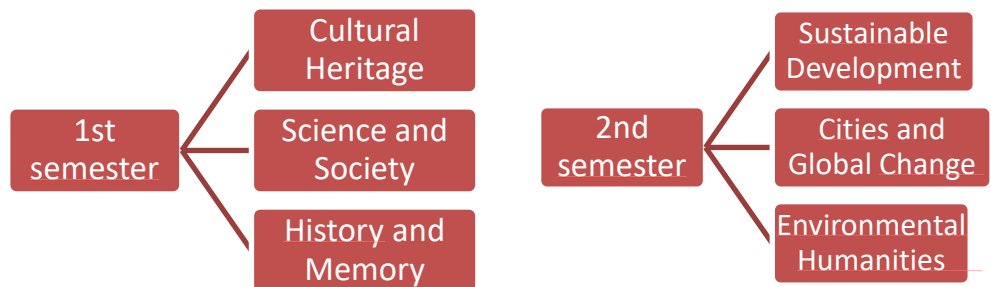 1st
semester
Cultural
Heritage
Science and
Society
History and
Memory
2nd
semester
Sustainable
Development
Cities and
Global Change
Environmental
Humanities